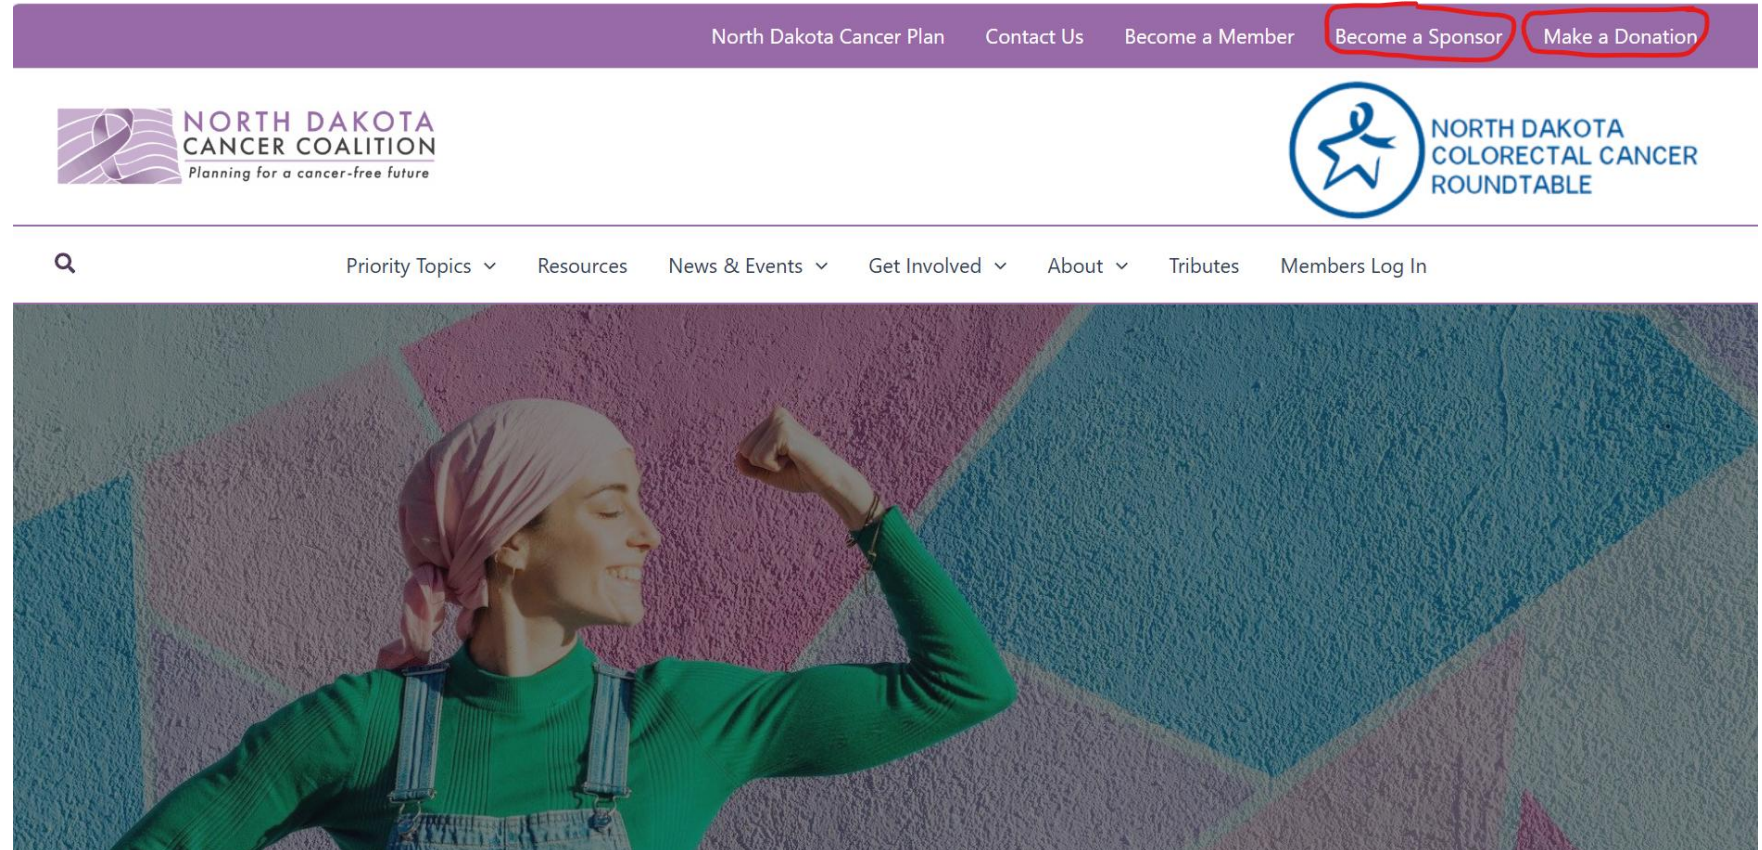 North Dakota Cancer Plan Contact Us Become a Member Become a Sponsor Make a Donation
NORTH DAKOTA
CANCER COALITION
Planning for a cancer-free future
NORTH DAKOTA
COLORECTAL CANCER
ROUNDTABLE
Priority Topics Resources News & Events Get Involved About Tributes Members Log In